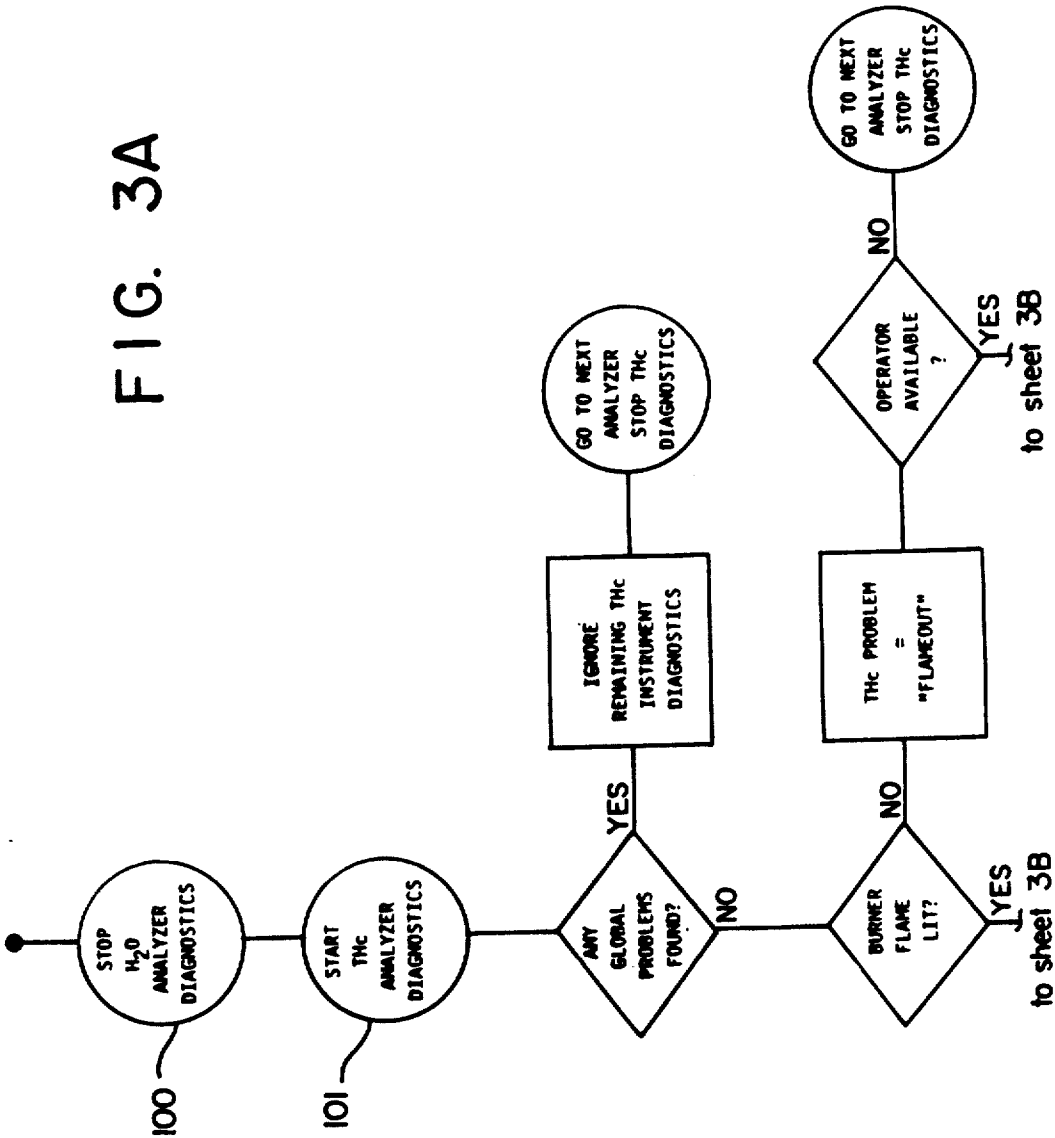 FIG. 3A
STOP
H2O
ANALYZER
DIAGNOSTICS
100
START
THc
ANALYZER
DIAGNOSTICS
101
ANY
GLOBAL
PROBLEMS
FOUND?
YES
NO
IGNORE
REMAINING THc
INSTRUMENT
DIAGNOSTICS
GO TO NEXT
ANALYZER
STOP THc
DIAGNOSTICS
BURNER
FLAME
LIT?
NO
YES
to sheet 3B
THc PROBLEM
=
"FLAMEOUT"
OPERATOR
AVAILABLE
?
NO
YES
to sheet 3B
GO TO NEXT
ANALYZER
STOP THc
DIAGNOSTICS